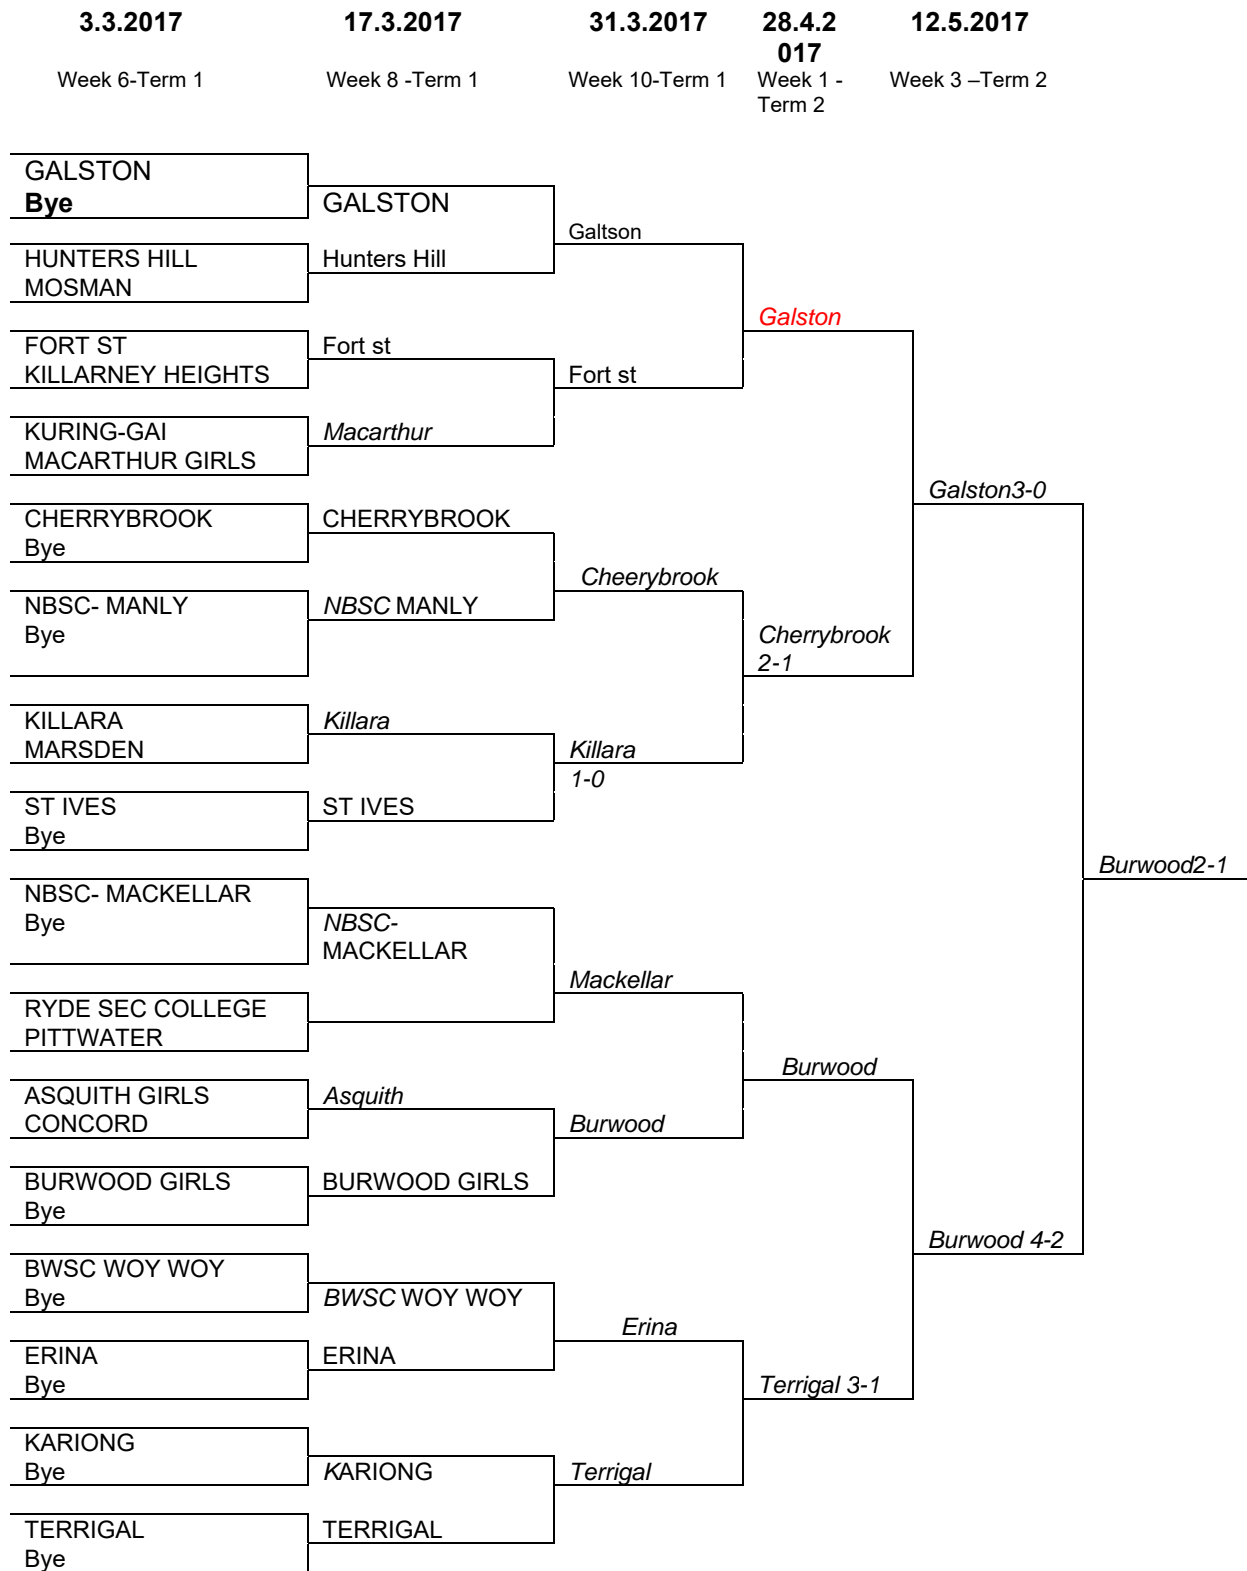 3.3.2017
17.3.2017
31.3.2017
28.4.2
017
12.5.2017
Week 6-Term 1
Week 8 -Term 1
Week 10-Term 1
Week 1 -
Term 2
Week 3 –Term 2
GALSTON
Bye
HUNTERS HILL
MOSMAN
FORT ST
KILLARNEY HEIGHTS
KURING-GAI
MACARTHUR GIRLS
CHERRYBROOK
Bye
NBSC- MANLY
Bye
KILLARA
MARSDEN
ST IVES
Bye
NBSC- MACKELLAR
Bye
RYDE SEC COLLEGE
PITTWATER
ASQUITH GIRLS
CONCORD
BURWOOD GIRLS
Bye
BWSC WOY WOY
Bye
ERINA
Bye
KARIONG
Bye
TERRIGAL
Bye
GALSTON
Hunters Hill
Fort st
Macarthur
CHERRYBROOK
NBSC MANLY
Killara
ST IVES
NBSC-
MACKELLAR
Asquith
BURWOOD GIRLS
BWSC WOY WOY
ERINA
KARIONG
TERRIGAL
Galtson
Fort st
Cheerybrook
Killara
1-0
Mackellar
Burwood
Erina
Terrigal
Galston
Cherrybrook
2-1
Burwood
Terrigal 3-1
Galston3-0
Burwood 4-2
Burwood2-1